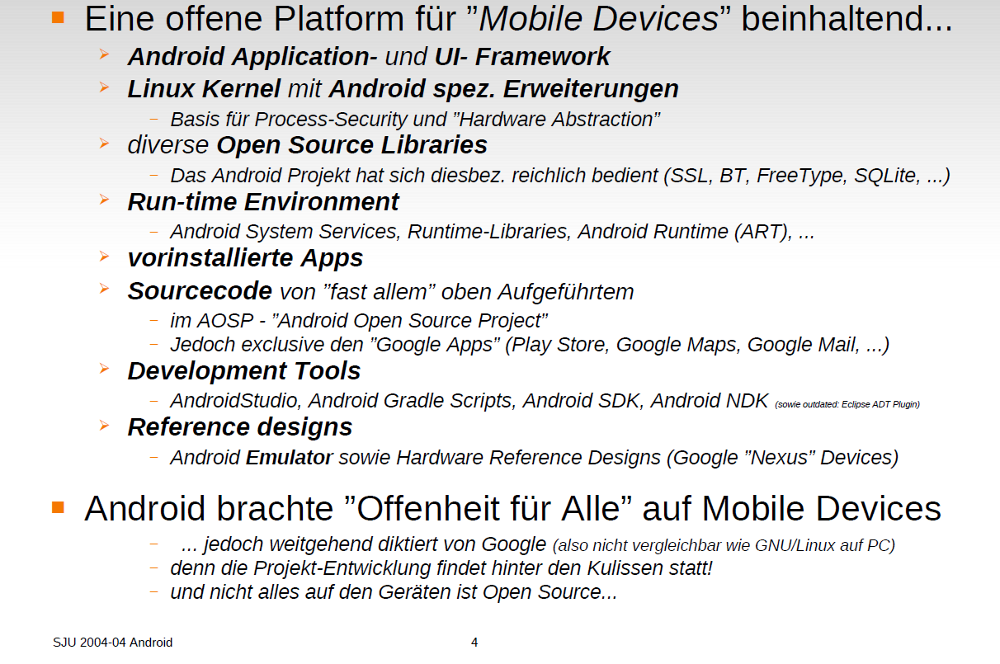 Eine offene Platform für ”Mobile Devices” beinhaltend...
Android Application- und UI- Framework
Linux Kernel mit Android spez. Erweiterungen
– Basis für Process-Security und ”Hardware Abstraction”
diverse Open Source Libraries
– Das Android Projekt hat sich diesbez. reichlich bedient (SSL, BT, FreeType, SQLite, ...)
Run-time Environment
– Android System Services, Runtime-Libraries, Android Runtime (ART), ...
vorinstallierte Apps
Sourcecode von ”fast allem” oben Aufgeführtem
– im AOSP - ”Android Open Source Project”
– Jedoch exclusive den ”Google Apps” (Play Store, Google Maps, Google Mail, ...)
Development Tools
– AndroidStudio, Android Gradle Scripts, Android SDK, Android NDK (sowie outdated: Eclipse ADT Plugin)
Reference designs
– Android Emulator sowie Hardware Reference Designs (Google ”Nexus” Devices)
Android brachte ”Offenheit für Alle” auf Mobile Devices
– ... jedoch weitgehend diktiert von Google (also nicht vergleichbar wie GNU/Linux auf PC)
– denn die Projekt-Entwicklung findet hinter den Kulissen statt!
– und nicht alles auf den Geräten ist Open Source...
SJU 2004-04 Android 4